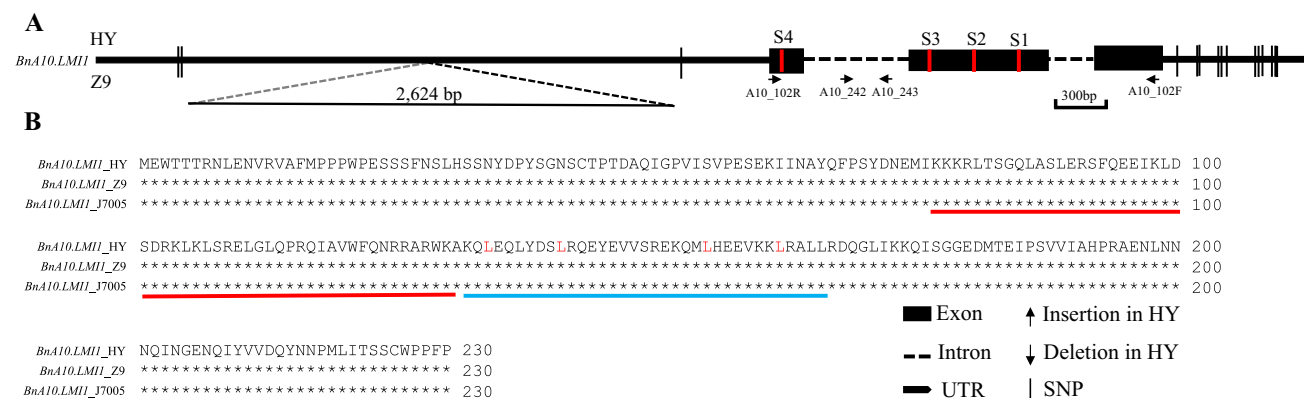 A
HY
S4
S3 S2 S1
BnA10.LMI1
Z9
A10_102R
A10_242
A10_243
A10_102F
2,624 bp
300bp
B
BnA10.LMI1_HY MEWTTTRNLENVRVAFMPPPWPESSSFNSLHSSNYDPYSGNSCTPTDAQIGPVISVPESEKIINAYQFPSYDNEMIKKKRLTSGQLASLERSFQEEIKLD 100
BnA10.LMI1_Z9 **************************************************************************************************** 100
BnA10.LMI1_J7005 **************************************************************************************************** 100
BnA10.LMI1_HY SDRKLKLSRELGLQPRQIAVWFQNRRARWKAKQLEQLYDSLRQEYEVVSREKQMLHEEVKKLRALLRDQGLIKKQISGGEDMTEIPSVVIAHPRAENLNN 200
BnA10.LMI1_Z9 **************************************************************************************************** 200
BnA10.LMI1_J7005 **************************************************************************************************** 200
BnA10.LMI1_HY NQINGENQIYVVDQYNNPMLITSSCWPPFP 230
BnA10.LMI1_Z9 ****************************** 230
BnA10.LMI1_J7005 ****************************** 230
Exon
Insertion in HY
Intron
Deletion in HY
UTR
SNP